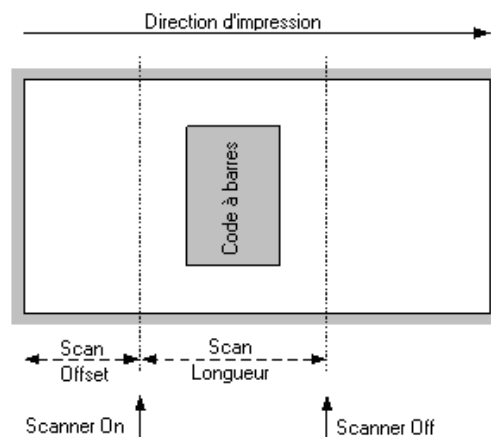 Direction d'impression
Code à barres
Scan
Offset
Scan
Longueur
Scanner On
Scanner Off